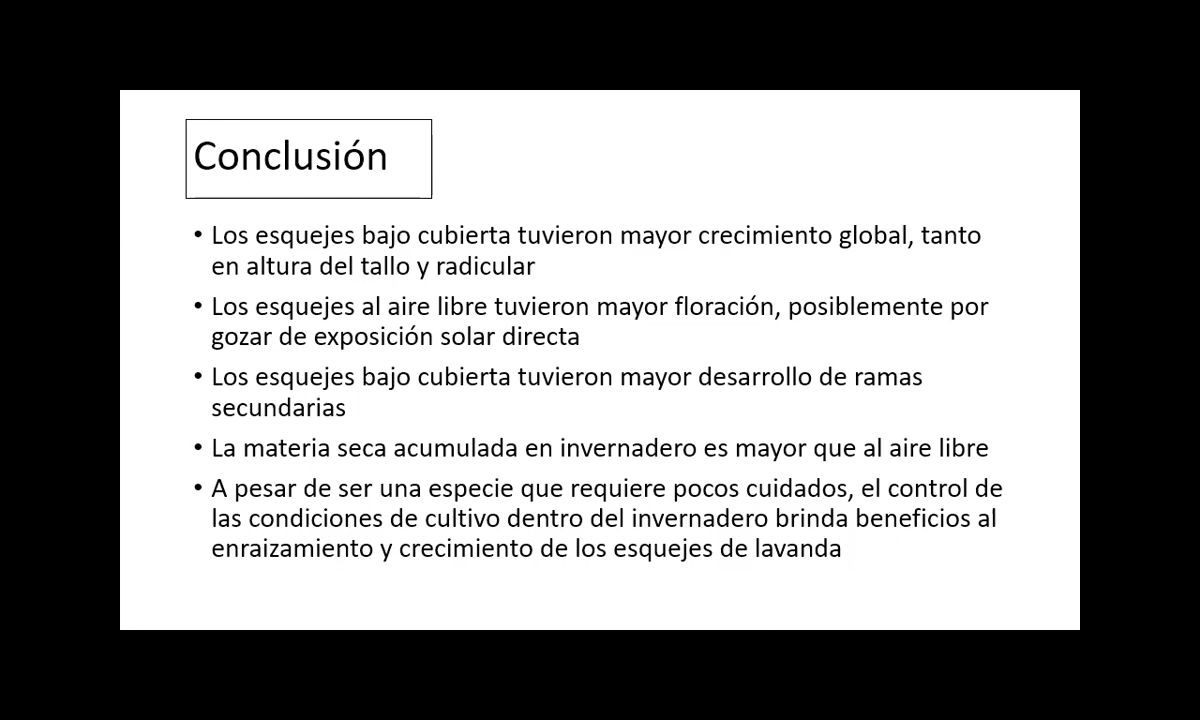 Conclusión
• Los esquejes bajo cubierta tuvieron mayor crecimiento global, tanto
en altura del tallo y radicular
• Los esquejes al aire libre tuvieron mayor floración, posiblemente por
gozar de exposición solar directa
• Los esquejes bajo cubierta tuvieron mayor desarrollo de ramas
secundarias
• La materia seca acumulada en invernadero es mayor que al aire libre
• A pesar de ser una especie que requiere pocos cuidados, el control de
las condiciones de cultivo dentro del invernadero brinda beneficios al
enraizamiento y crecimiento de los esquejes de lavanda